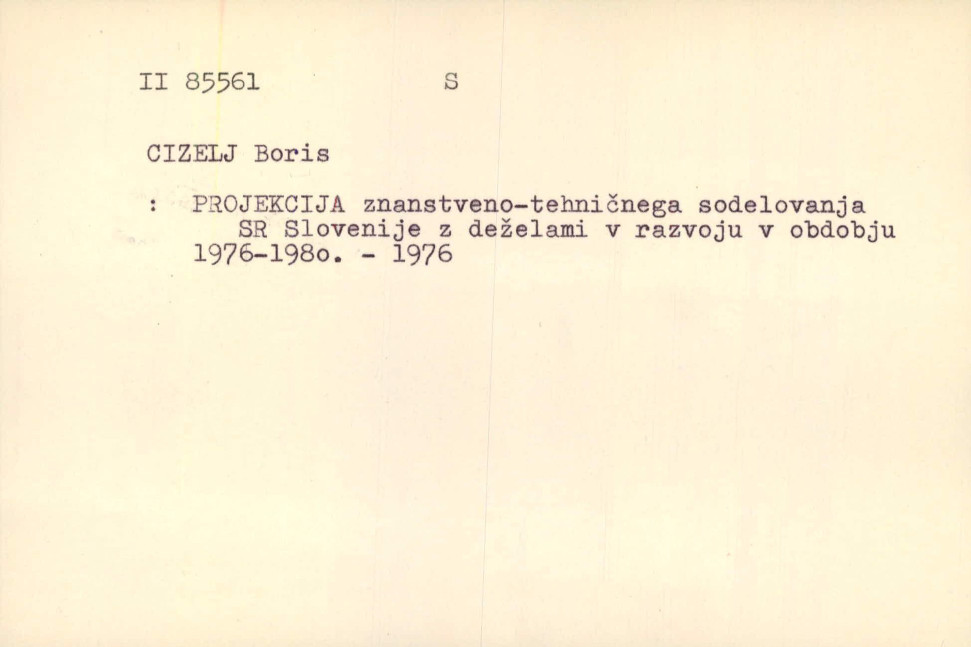 II 85561 S
CIZELJ Boris
: PROJEKCIJA znanstveno-tehničnega sodelovanja
SR Slovenije z deželami v razvoju v obdobju
1976-198o. - 1976